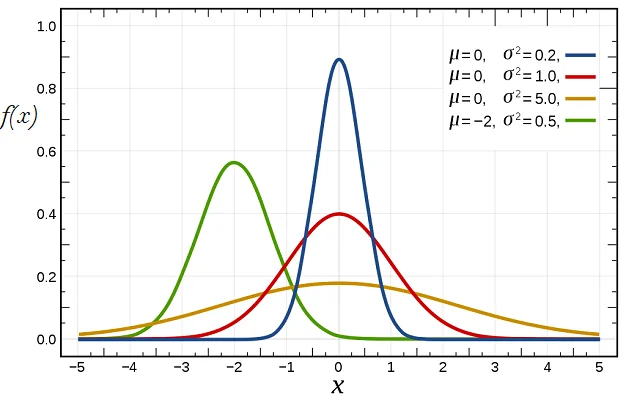 1.0
0.8
0.6
0.4
0.2
0.0
f(x)
μ=0, σ²=0.2,
μ=0, σ²=1.0,
μ=0, σ²=5.0,
μ=−2, σ²=0.5,
−5 −4 −3 −2 −1 0 1 2 3 4 5
x